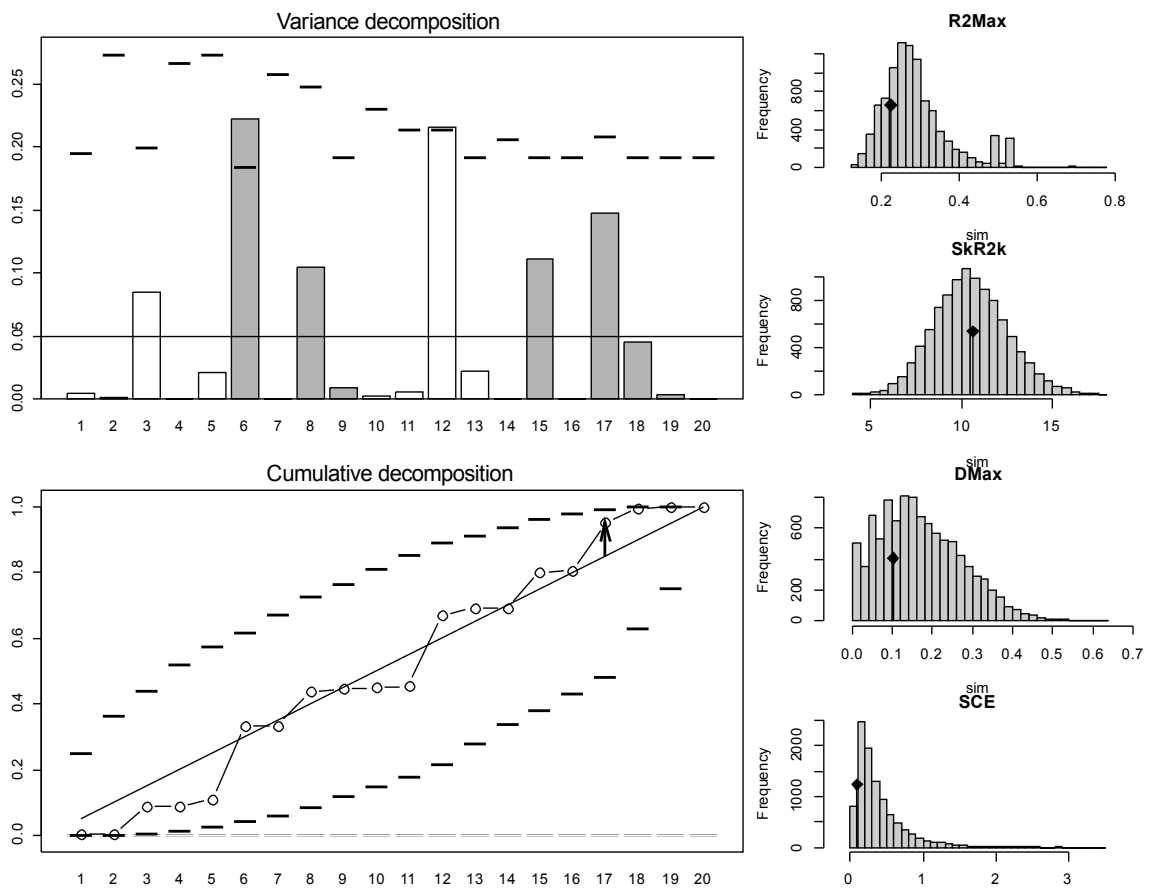 Variance decomposition
0.00 0.05 0.10 0.15 0.20 0.25
1 2 3 4 5 6 7 8 9 10 11 12 13 14 15 16 17 18 19 20
Cumulative decomposition
0.0 0.2 0.4 0.6 0.8 1.0
1 2 3 4 5 6 7 8 9 10 11 12 13 14 15 16 17 18 19 20
R2Max
Frequency
0 400 800
0.2 0.4 0.6 0.8
sim
SkR2k
Frequency
0 400 800
5 10 15
sim
DMax
Frequency
0 200 600
0.0 0.1 0.2 0.3 0.4 0.5 0.6 0.7
sim
SCE
Frequency
0 1000 2000
0 1 2 3